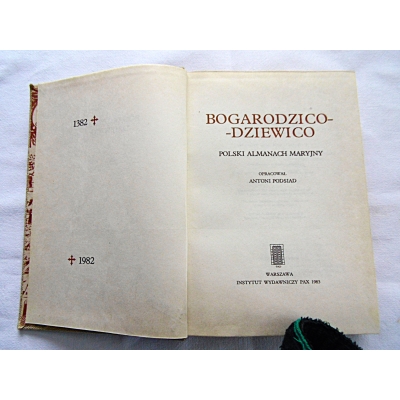 1382 ✝
✝ 1982
BOGARODZICO-
-DZIEWICO
POLSKI ALMANACH MARYJNY
OPRACOWAŁ
ANTONI PODSIAD
WARSZAWA
INSTYTUT WYDAWNICZY PAX 1983